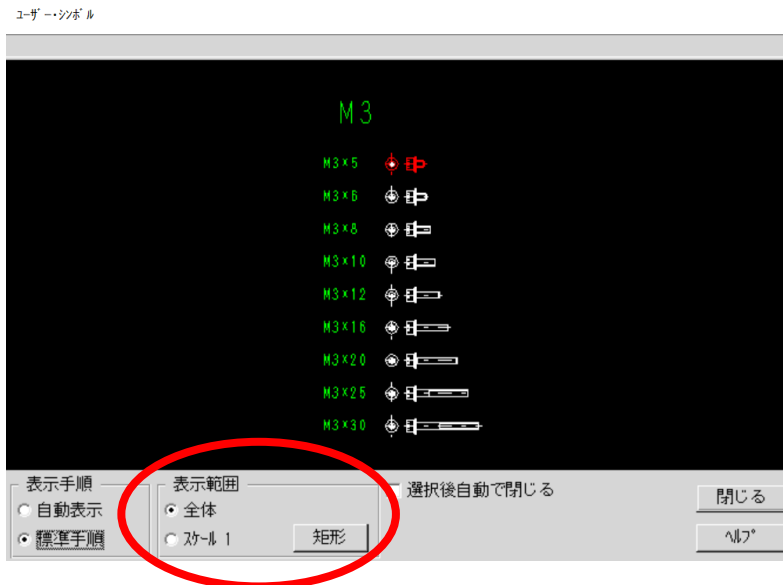 ﾕｰｻﾞｰ･ｼﾝﾎﾞﾙ
M3
M3×5
M3×6
M3×8
M3×10
M3×12
M3×16
M3×20
M3×25
M3×30
表示手順
自動表示
標準手順
表示範囲
全体
ｽｹｰﾙ 1
矩形
選択後自動で閉じる
閉じる
ﾍﾙﾌﾟ